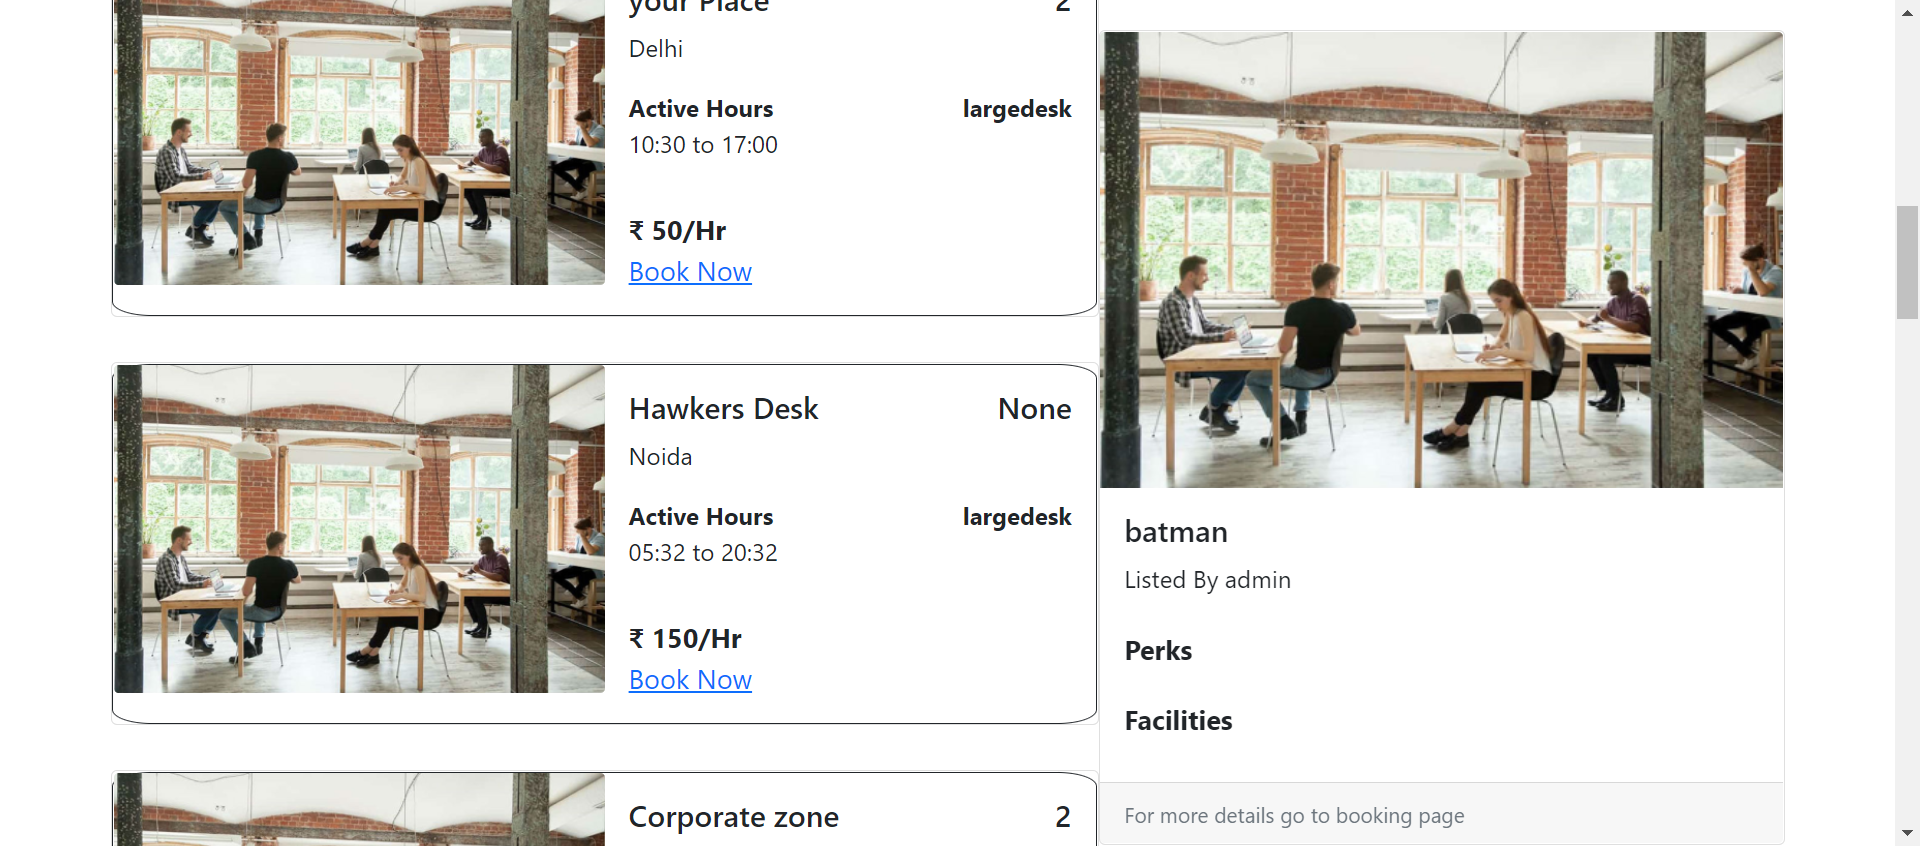 your Place 2
Delhi
Active Hours largedesk
10:30 to 17:00
₹ 50/Hr
Book Now
Hawkers Desk None
Noida
Active Hours largedesk
05:32 to 20:32
₹ 150/Hr
Book Now
Corporate zone 2
batman
Listed By admin
Perks
Facilities
For more details go to booking page